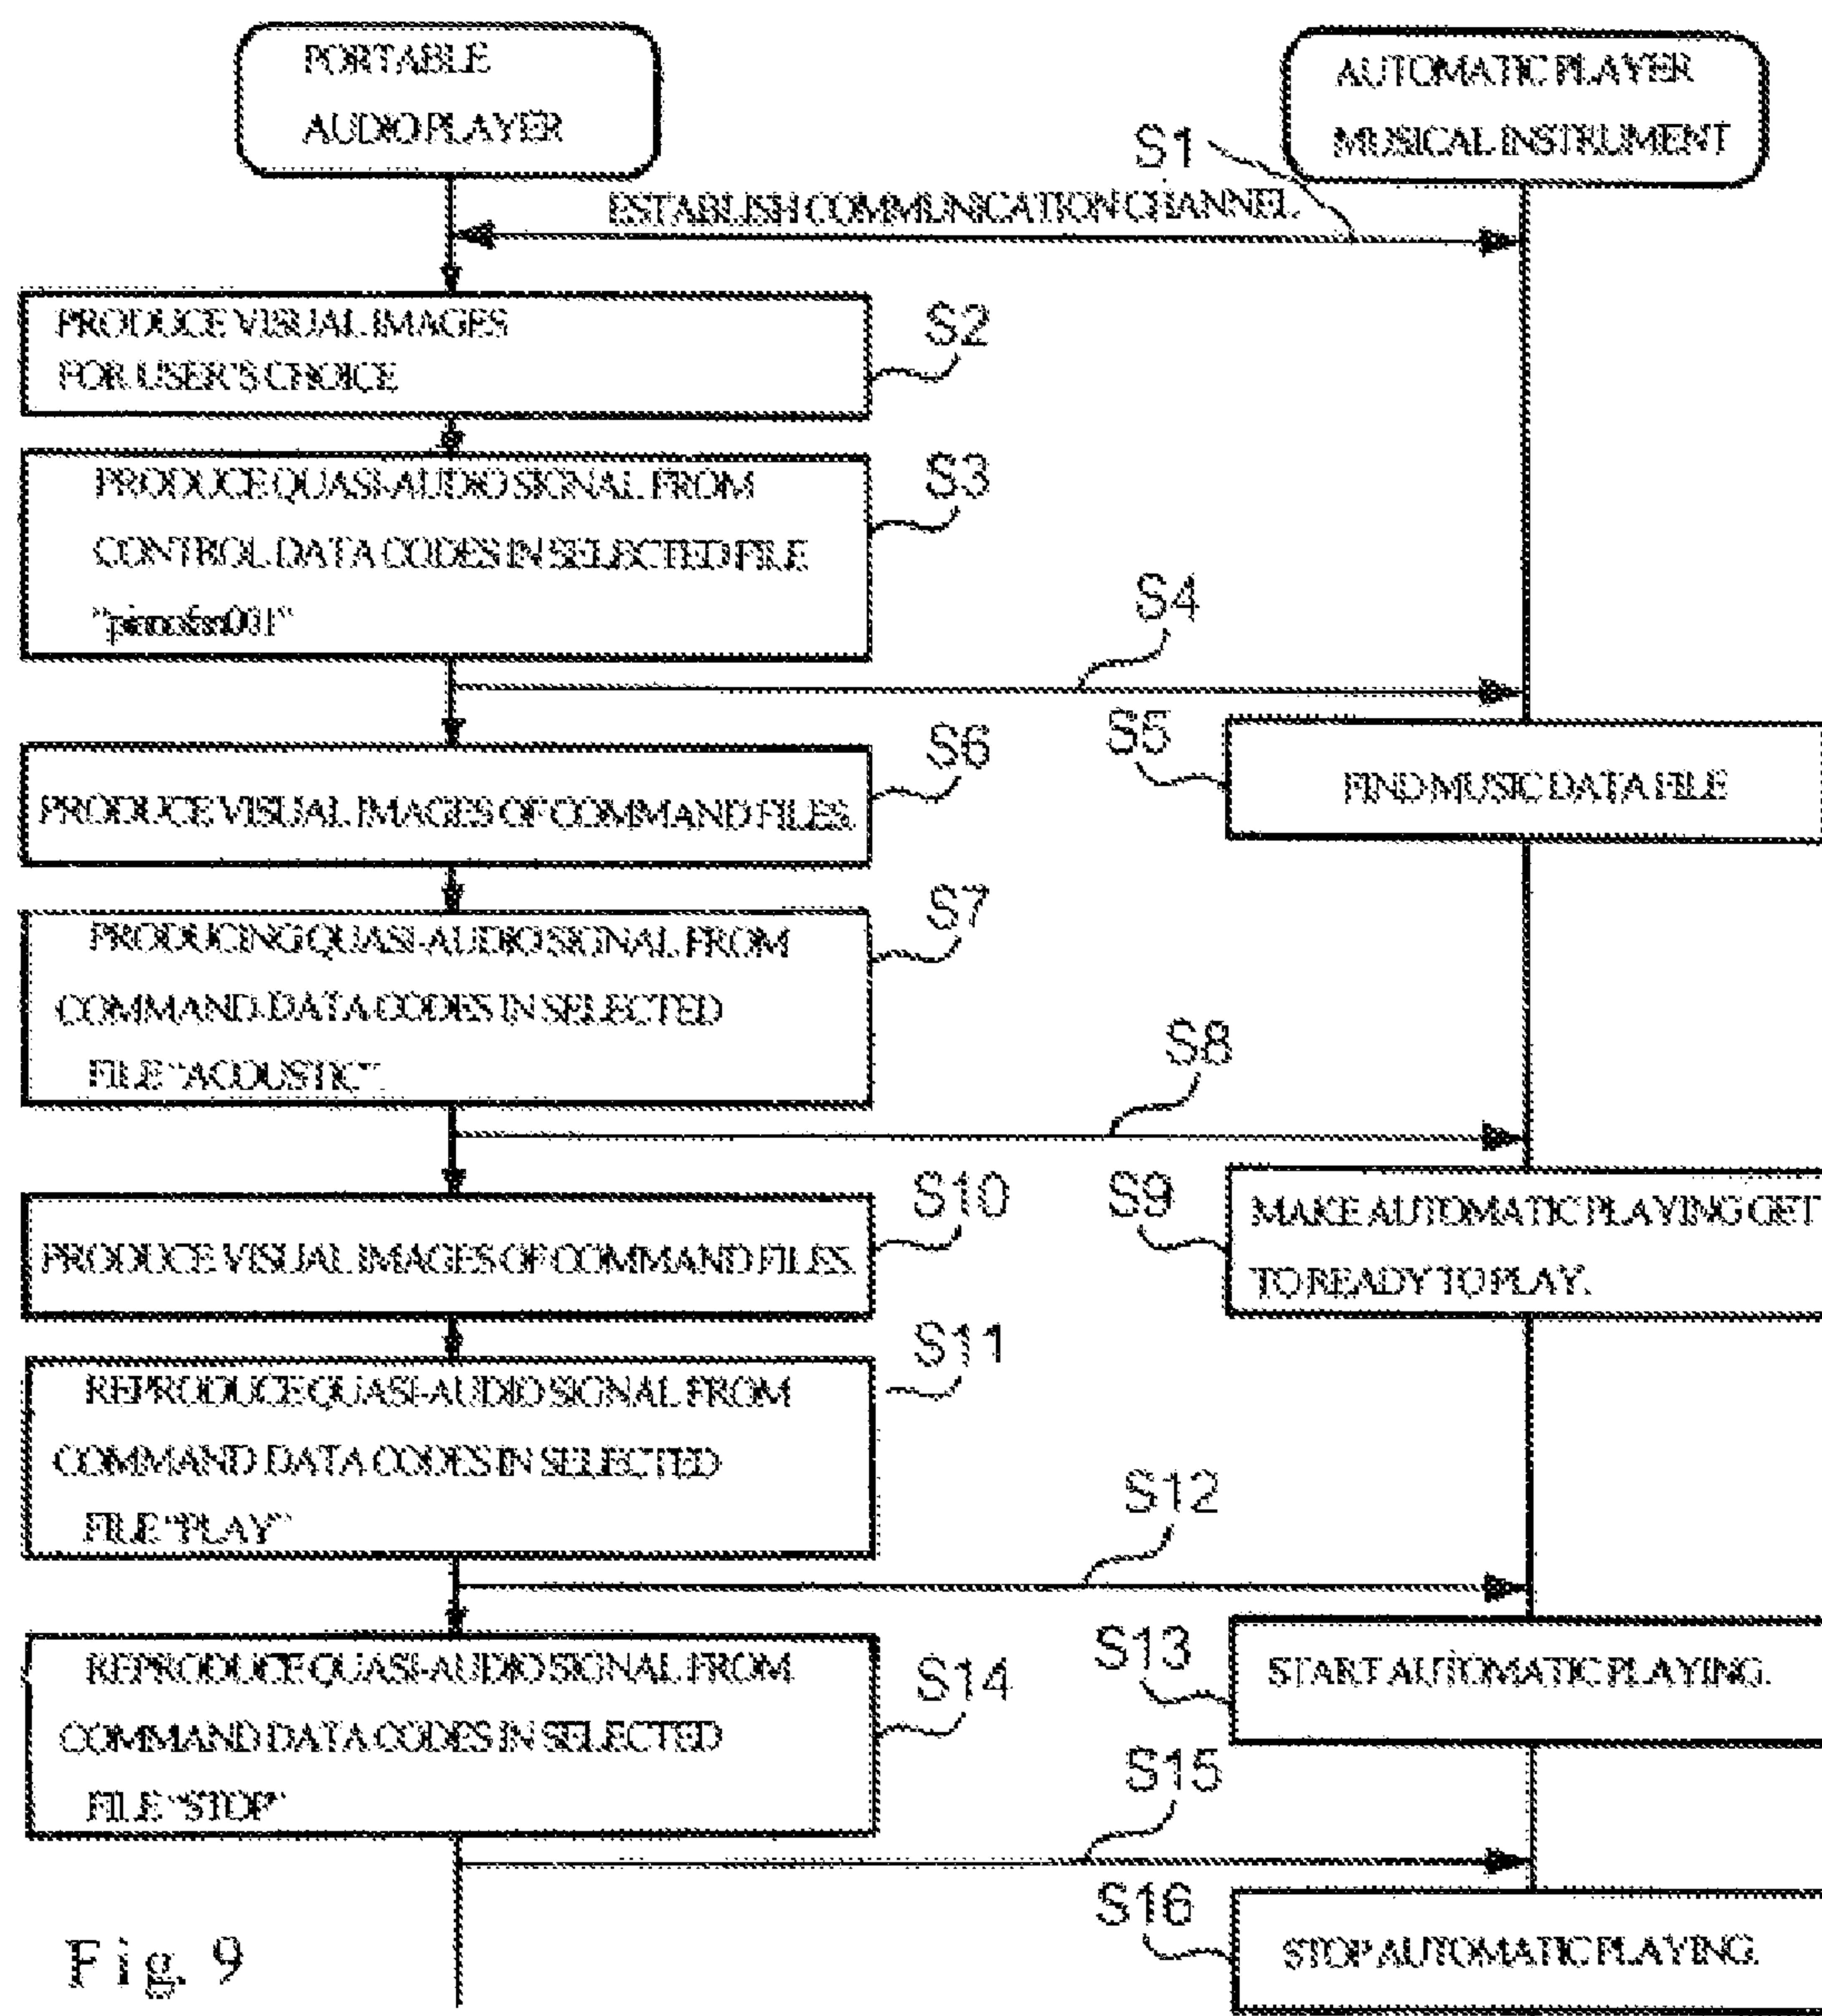 PORTABLE
AUDIO PLAYER
AUTOMATIC PLAYER
MUSICAL INSTRUMENT
S1
ESTABLISH COMMUNICATION CHANNEL.
PRODUCE VISUAL IMAGES
FOR USER'S CHOICE
S2
PRODUCE QUASI-AUDIO SIGNAL FROM
CONTROL DATA CODES IN SELECTED FILE
S3
S4
S5
FIND MUSIC DATA FILE
S6
PRODUCE VISUAL IMAGES OF COMMAND FILES.
PRODUCING QUASI-AUDIO SIGNAL FROM
COMMAND DATA CODES IN SELECTED
FILE "ACOUSTIC".
S7
S8
S9
MAKE AUTOMATIC PLAYING GET
TO READY TO PLAY.
S10
PRODUCE VISUAL IMAGES OF COMMAND FILES.
S11
REPRODUCE QUASI-AUDIO SIGNAL FROM
COMMAND DATA CODES IN SELECTED
FILE "PLAY"
S12
S13
START AUTOMATIC PLAYING.
REPRODUCE QUASI-AUDIO SIGNAL FROM
COMMAND DATA CODES IN SELECTED
FILE "STOP"
S14
S15
S16
STOP AUTOMATIC PLAYING.
Fig. 9